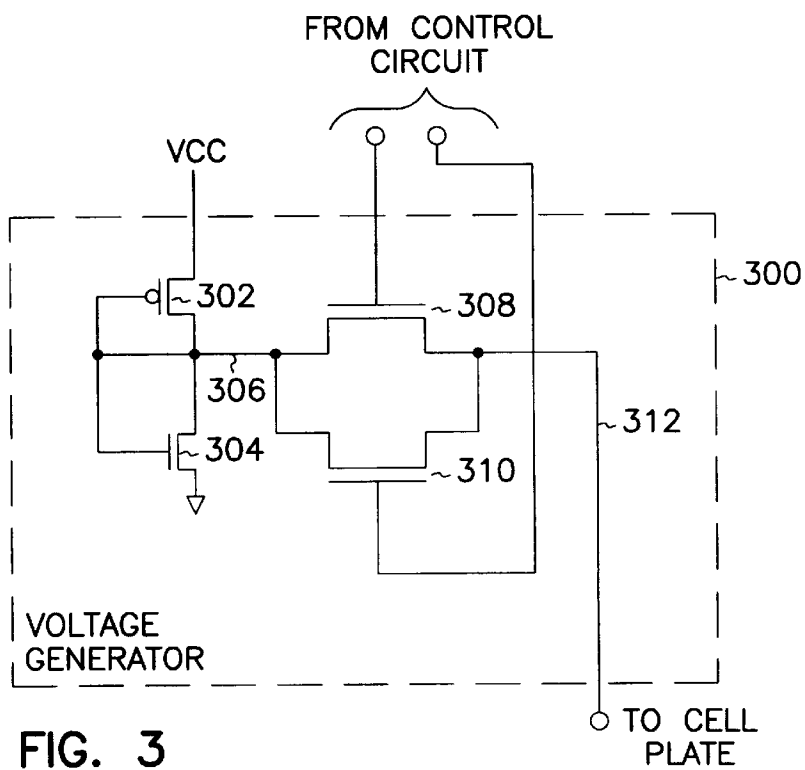 FROM CONTROL
CIRCUIT
VCC
300
302
308
306
312
304
310
VOLTAGE
GENERATOR
TO CELL
PLATE
FIG. 3